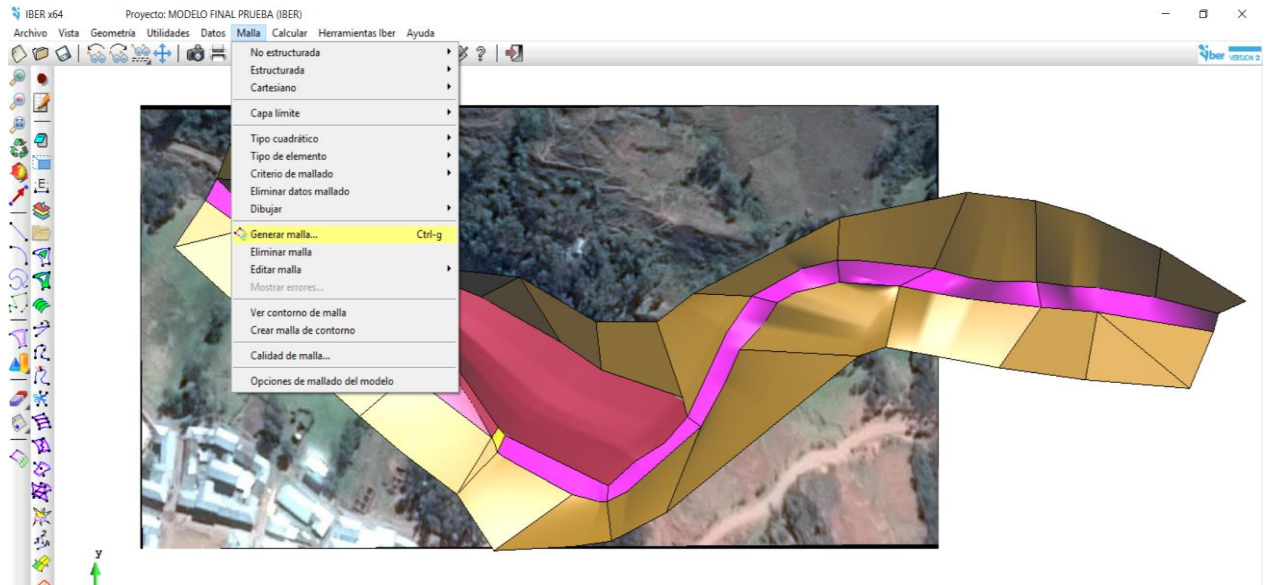 IBER x64 Proyecto: MODELO FINAL PRUEBA (IBER)
Archivo Vista Geometría Utilidades Datos Malla Calcular Herramientas Iber Ayuda
Iber VERSION 2
No estructurada
Estructurada
Cartesiano
Capa límite
Tipo cuadrático
Tipo de elemento
Criterio de mallado
Eliminar datos mallado
Dibujar
Generar malla... Ctrl-g
Eliminar malla
Editar malla
Mostrar errores...
Ver contorno de malla
Crear malla de contorno
Calidad de malla...
Opciones de mallado del modelo
y